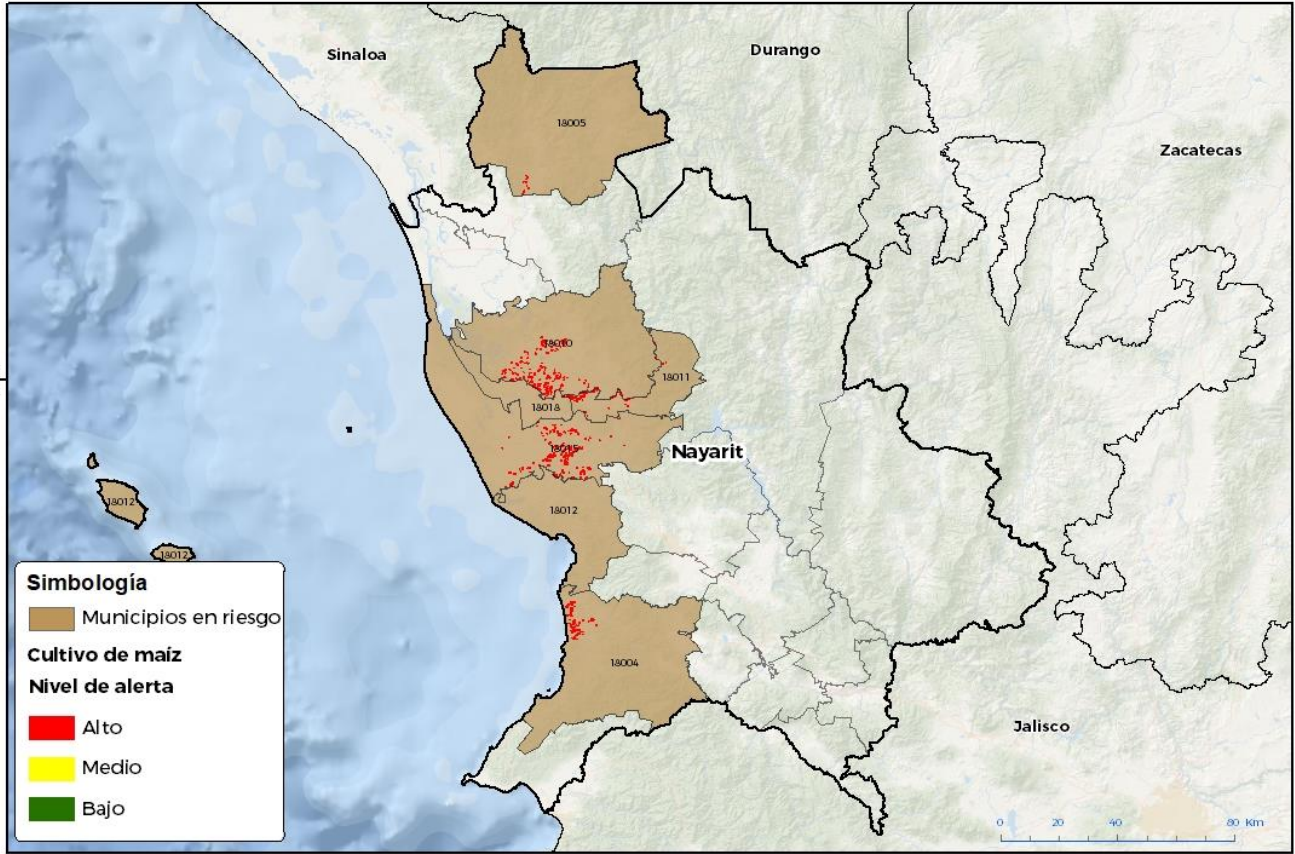 Sinaloa
Durango
Zacatecas
18005
18010
18011
18018
18015
Nayarit
18012
18012
18012
18004
Jalisco
Simbología
Municipios en riesgo
Cultivo de maíz
Nivel de alerta
Alto
Medio
Bajo
0 20 40 80 Km